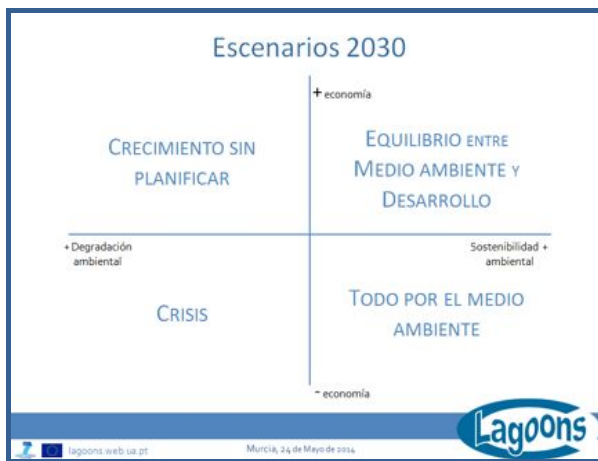 Escenarios 2030
+ economía
CRECIMIENTO SIN
PLANIFICAR
EQUILIBRIO ENTRE
MEDIO AMBIENTE Y
DESARROLLO
+ Degradación
ambiental
Sostenibilidad +
ambiental
CRISIS
TODO POR EL MEDIO
AMBIENTE
- economía
Lagoons
lagoons.web.ua.pt
Murcia, 24 de Mayo de 2014